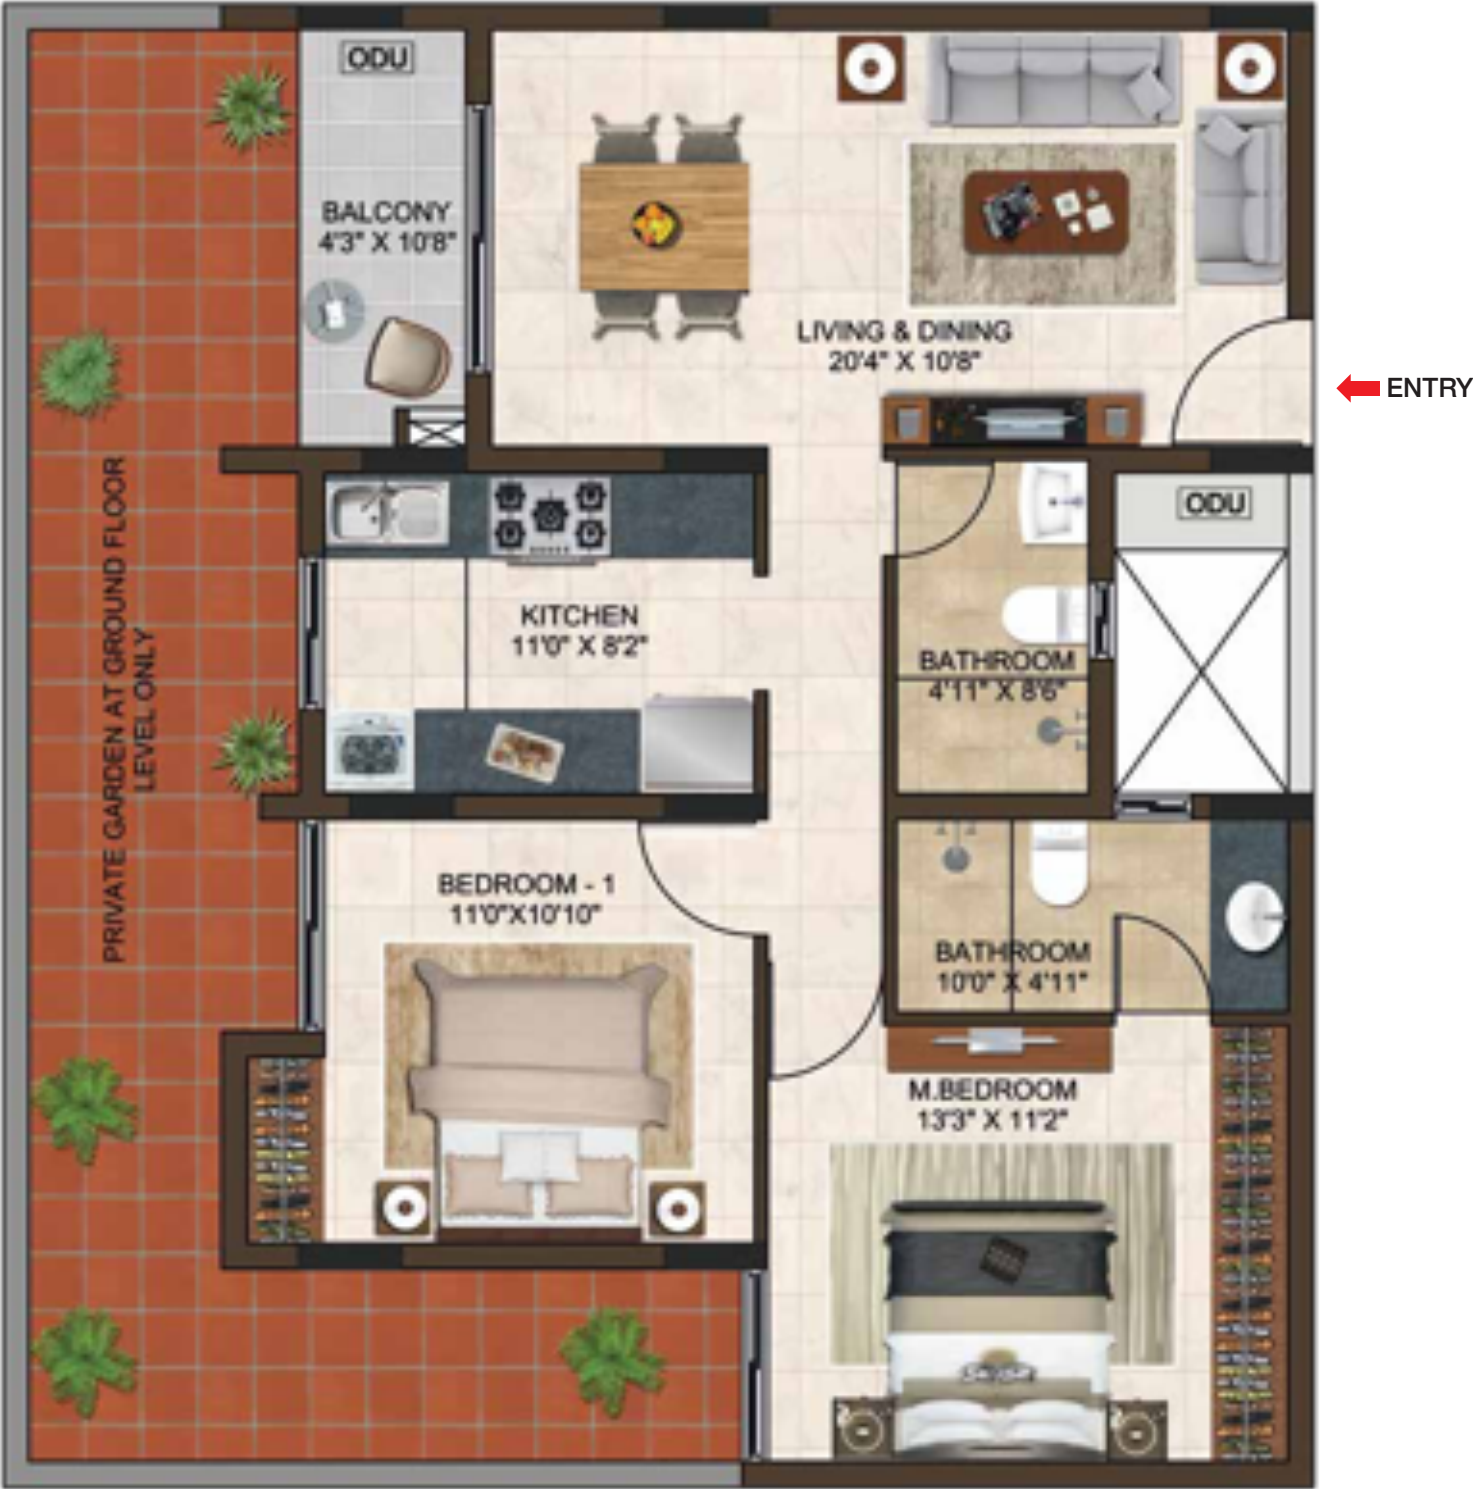 ODU
BALCONY
4'3" X 10'8"
LIVING & DINING
20'4" X 10'8"
ENTRY
PRIVATE GARDEN AT GROUND FLOOR
LEVEL ONLY
KITCHEN
11'0" X 8'2"
ODU
BATHROOM
4'11" X 8'6"
BEDROOM - 1
11'0"X10'10"
BATHROOM
10'0" X 4'11"
M.BEDROOM
13'3" X 11'2"